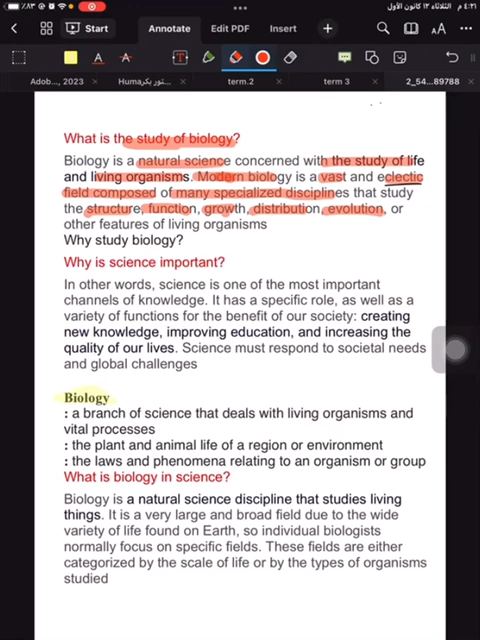 ٤:٢١ م الثلاثاء ١٢ كانون الأول
٪٨٣
Start
Annotate
Edit PDF
Insert
Adob..., 2023
term.2
term 3
2_54...89788
What is the study of biology?
Biology is a natural science concerned with the study of life
and living organisms. Modern biology is a vast and eclectic
field composed of many specialized disciplines that study
the structure, function, growth, distribution, evolution, or
other features of living organisms
Why study biology?
Why is science important?
In other words, science is one of the most important
channels of knowledge. It has a specific role, as well as a
variety of functions for the benefit of our society: creating
new knowledge, improving education, and increasing the
quality of our lives. Science must respond to societal needs
and global challenges
Biology
: a branch of science that deals with living organisms and
vital processes
: the plant and animal life of a region or environment
: the laws and phenomena relating to an organism or group
What is biology in science?
Biology is a natural science discipline that studies living
things. It is a very large and broad field due to the wide
variety of life found on Earth, so individual biologists
normally focus on specific fields. These fields are either
categorized by the scale of life or by the types of organisms
studied